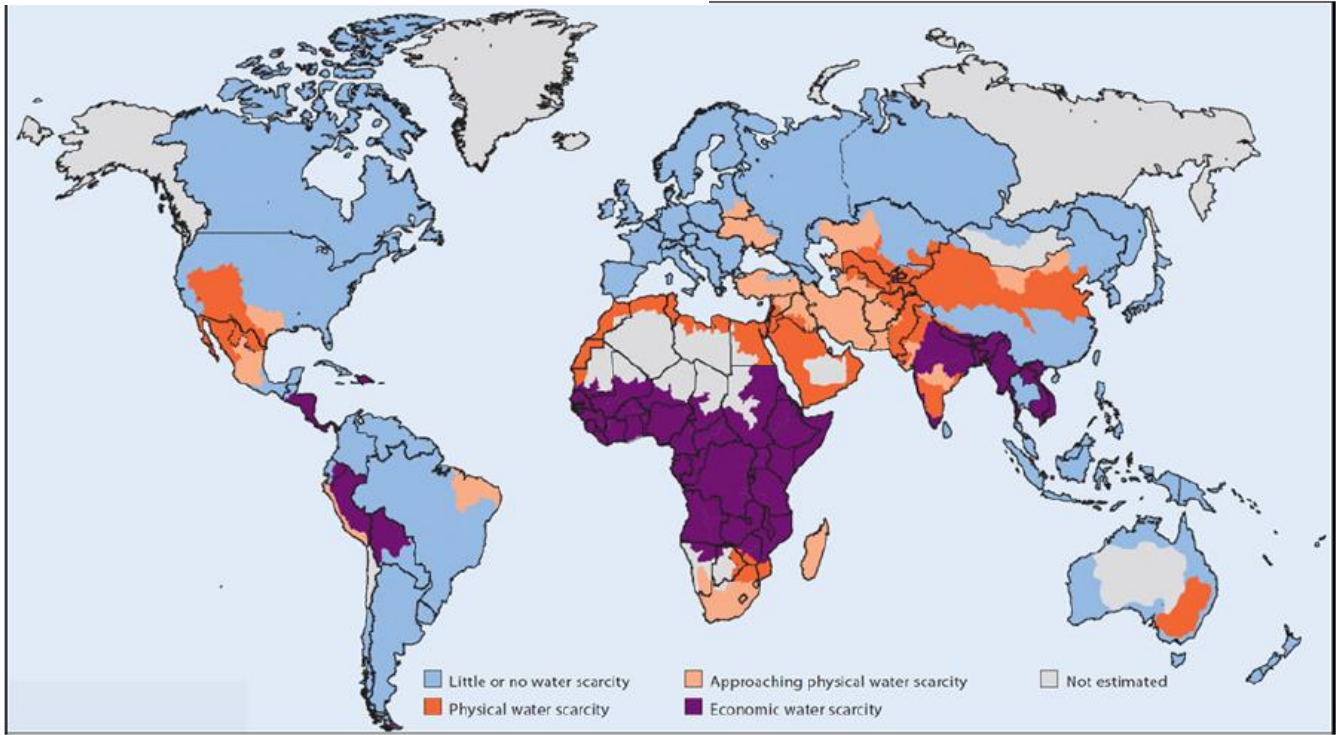 Little or no water scarcity
Approaching physical water scarcity
Not estimated
Physical water scarcity
Economic water scarcity